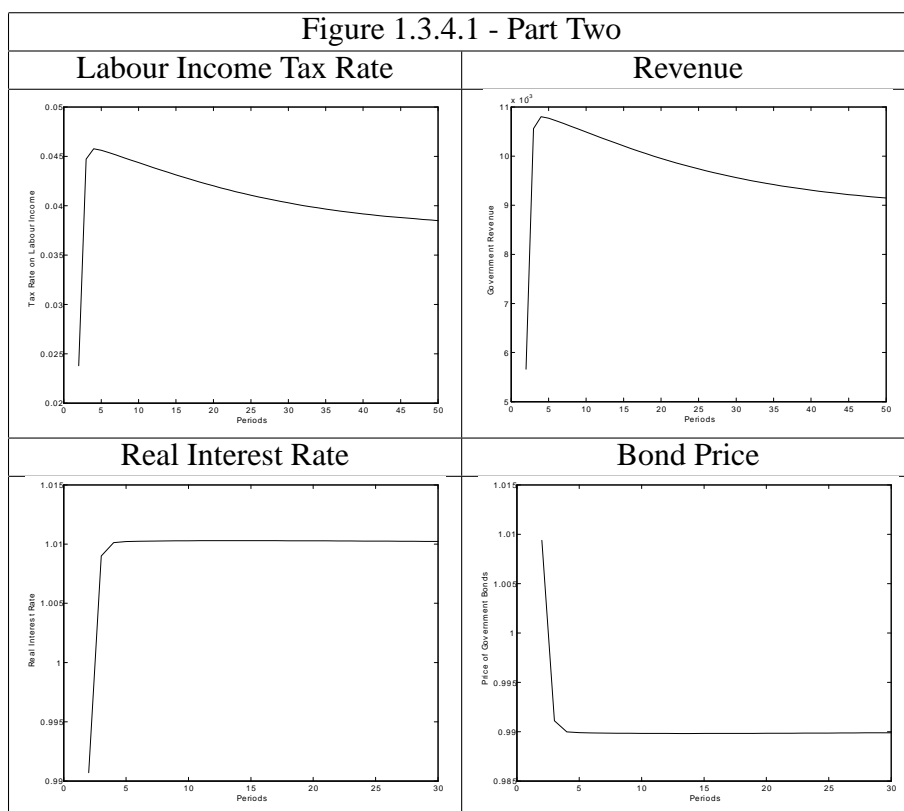 Figure 1.3.4.1 - Part Two
Labour Income Tax Rate
Revenue
0.05
0.045
0.04
0.035
0.03
0.025
0.02
Tax Rate on Labour Income
0 5 10 15 20 25 30 35 40 45 50
Periods
x 10^-3
11
10
9
8
7
6
5
Government Revenue
0 5 10 15 20 25 30 35 40 45 50
Periods
Real Interest Rate
Bond Price
1.015
1.01
1.005
1
0.995
0.99
Real Interest Rate
0 5 10 15 20 25 30
Periods
1.015
1.01
1.005
1
0.995
0.99
0.985
Price of Government Bonds
0 5 10 15 20 25 30
Periods